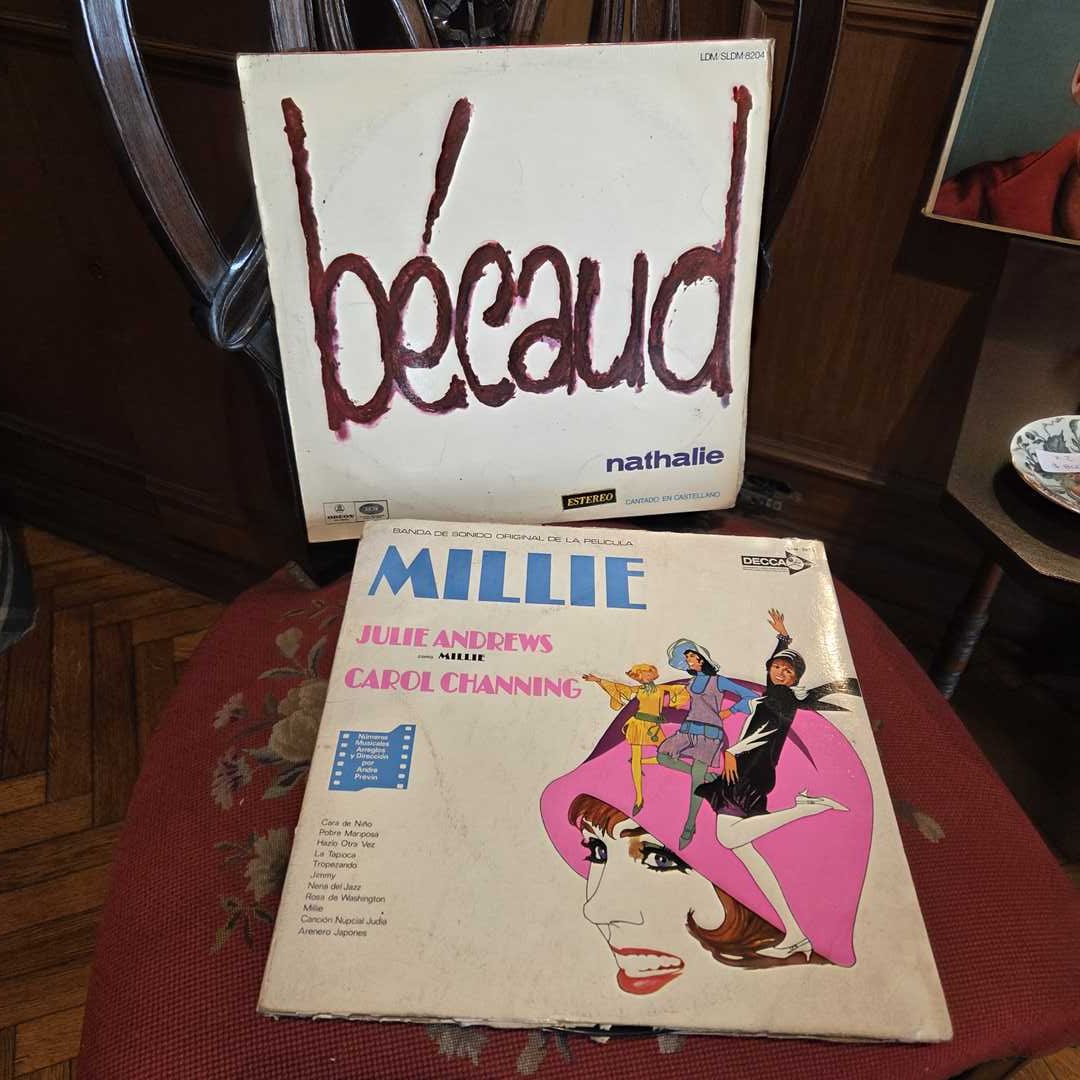 LDM/SLDM-8204
bécaud
nathalie
ESTEREO
CANTADO EN CASTELLANO
ODEON
BANDA DE SONIDO ORIGINAL DE LA PELICULA
MILLIE
DECCA
JULIE ANDREWS
como MILLIE
CAROL CHANNING
Números
Musicales
Arreglos
y Dirección
por
Andre
Previn
Cara de Niño
Pobre Mariposa
Hazlo Otra Vez
La Tapioca
Tropezando
Jimmy
Nena del Jazz
Rosa de Washington
Millie
Canción Nupcial Judia
Arenero Japones